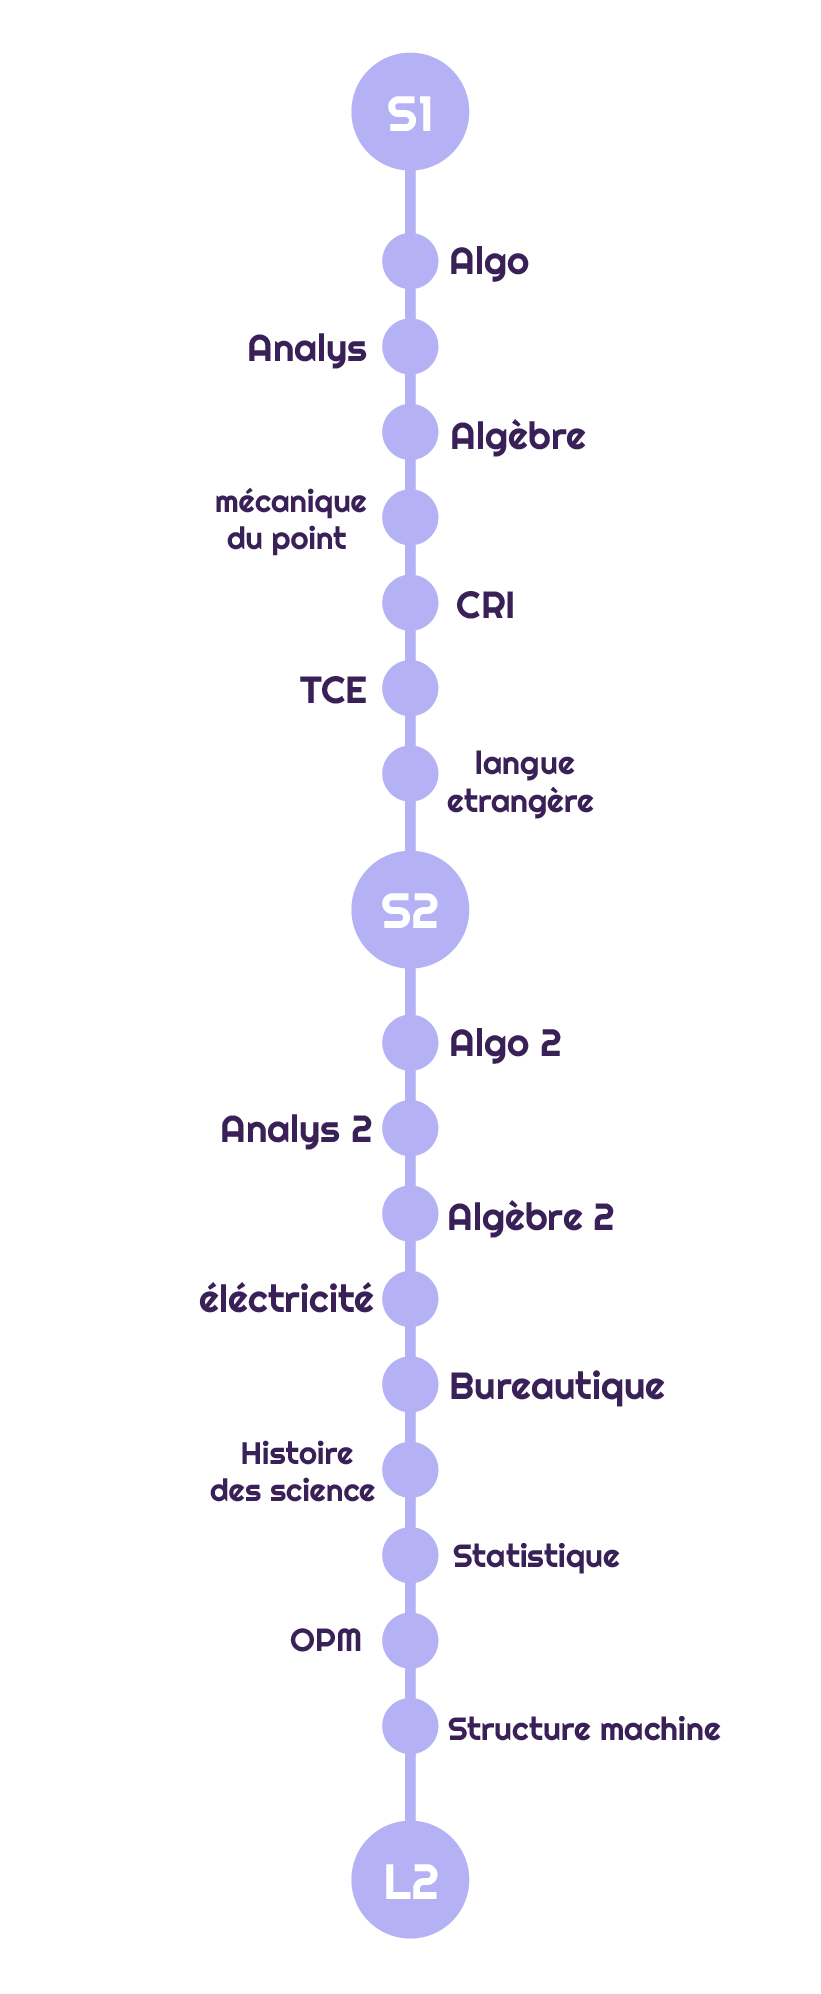 S1
Algo
Analys
Algèbre
mécanique
du point
CRI
TCE
langue
etrangère
S2
Algo 2
Analys 2
Algèbre 2
éléctricité
Bureautique
Histoire
des science
Statistique
OPM
Structure machine
L2